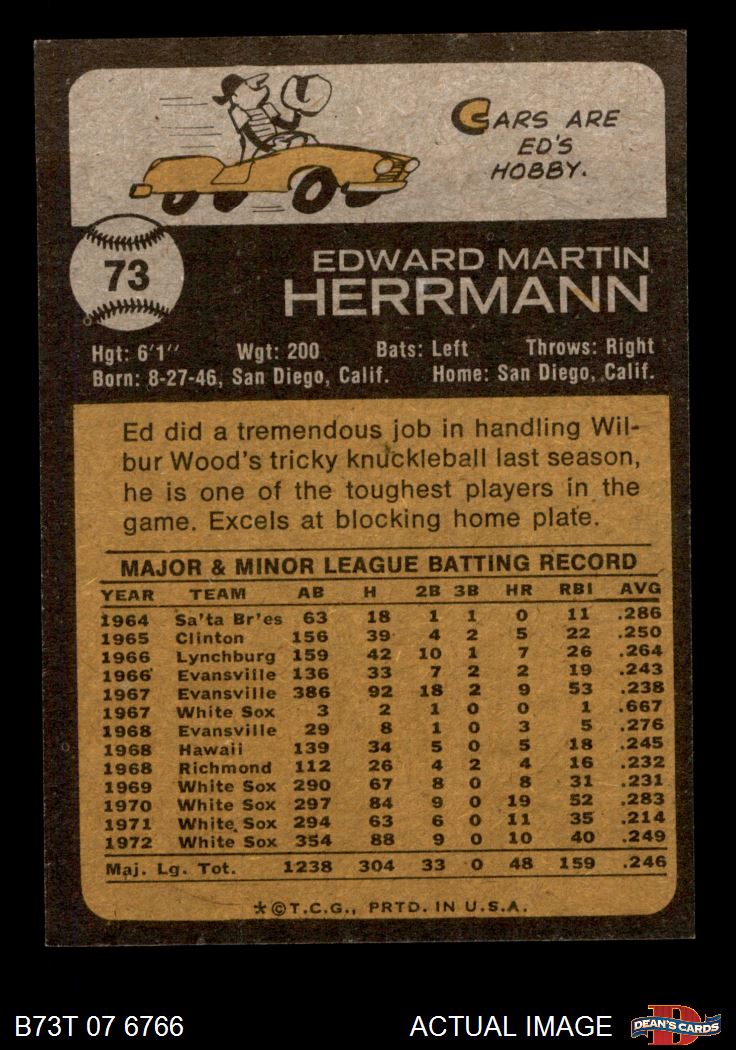 CARS ARE
ED'S
HOBBY.
73
EDWARD MARTIN
HERRMANN
Hgt: 6'1" Wgt: 200 Bats: Left Throws: Right
Born: 8-27-46, San Diego, Calif. Home: San Diego, Calif.
Ed did a tremendous job in handling Wil-
bur Wood's tricky knuckleball last season,
he is one of the toughest players in the
game. Excels at blocking home plate.
MAJOR & MINOR LEAGUE BATTING RECORD
YEAR TEAM AB H 2B 3B HR RBI AVG
1964 Sa'ta Br'es 63 18 1 1 0 11 .286
1965 Clinton 156 39 4 2 5 22 .250
1966 Lynchburg 159 42 10 1 7 26 .264
1966 Evansville 136 33 7 2 2 19 .243
1967 Evansville 386 92 18 2 9 53 .238
1967 White Sox 3 2 1 0 0 1 .667
1968 Evansville 29 8 1 0 3 5 .276
1968 Hawaii 139 34 5 0 5 18 .245
1968 Richmond 112 26 4 2 4 16 .232
1969 White Sox 290 67 8 0 8 31 .231
1970 White Sox 297 84 9 0 19 52 .283
1971 White Sox 294 63 6 0 11 35 .214
1972 White Sox 354 88 9 0 10 40 .249
Maj. Lg. Tot. 1238 304 33 0 48 159 .246
*©T.C.G., PRTD. IN U.S.A.
B73T 07 6766 ACTUAL IMAGE DEAN'S CARDS